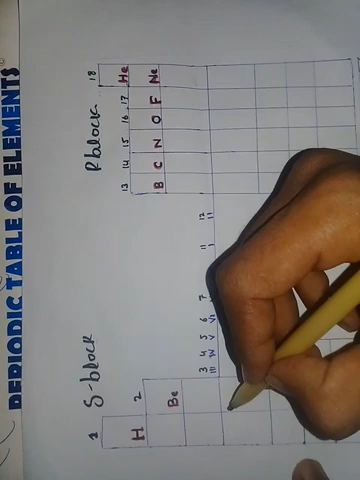 PERIODIC TABLE OF ELEMENTS
S-block
P block
1
18
H
2
13 14 15 16 17
He
Be
B C N O F Ne
3 4 5 6 7
11 12
III IV V VI
I II